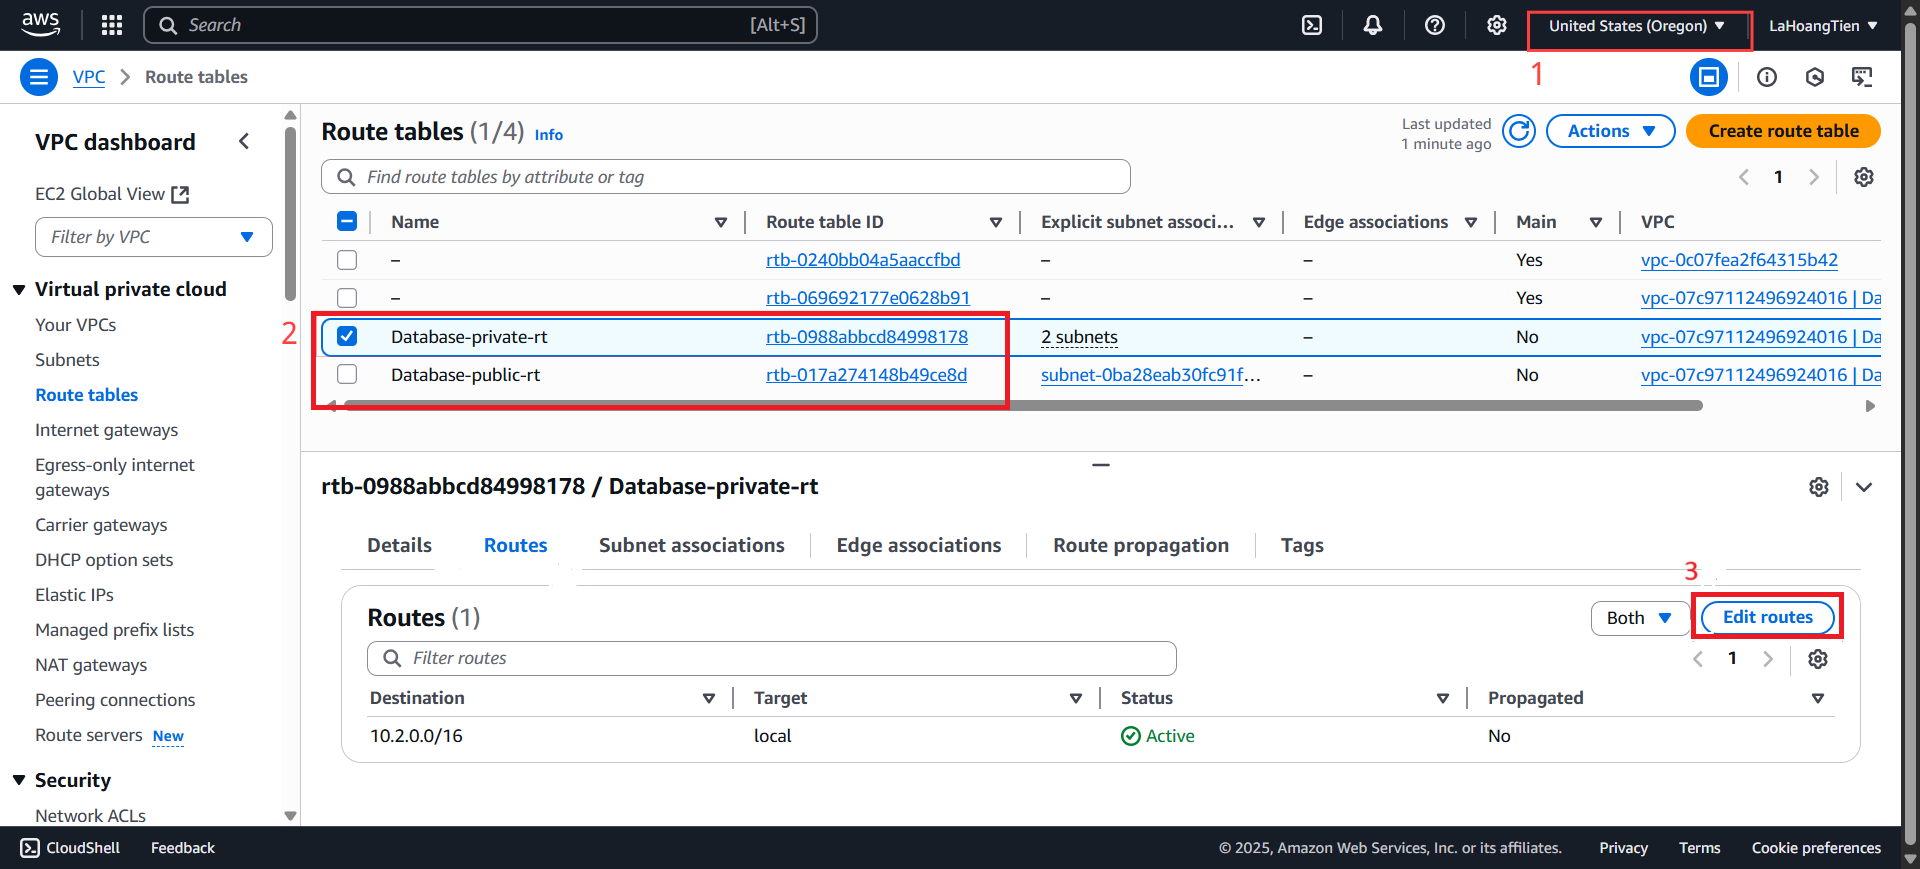 aws
Search
[Alt+S]
United States (Oregon)
LaHoangTien
1
VPC
Route tables
VPC dashboard
EC2 Global View
Filter by VPC
Virtual private cloud
Your VPCs
Subnets
Route tables
Internet gateways
Egress-only internet
gateways
Carrier gateways
DHCP option sets
Elastic IPs
Managed prefix lists
NAT gateways
Peering connections
Route servers New
Security
Network ACLs
Route tables (1/4) Info
Last updated
1 minute ago
Actions
Create route table
Find route tables by attribute or tag
1
Name Route table ID Explicit subnet associ... Edge associations Main VPC
– rtb-0240bb04a5aaccfbd – – Yes vpc-0c07fea2f64315b42
– rtb-069692177e0628b91 – – Yes vpc-07c97112496924016 | Da
2
Database-private-rt rtb-0988abbcd84998178 2 subnets – No vpc-07c97112496924016 | Da
Database-public-rt rtb-017a274148b49ce8d subnet-0ba28eab30fc91f... – No vpc-07c97112496924016 | Da
rtb-0988abbcd84998178 / Database-private-rt
Details Routes Subnet associations Edge associations Route propagation Tags
3
Routes (1)
Both
Edit routes
Filter routes
1
Destination Target Status Propagated
10.2.0.0/16 local Active No
CloudShell Feedback © 2025, Amazon Web Services, Inc. or its affiliates. Privacy Terms Cookie preferences